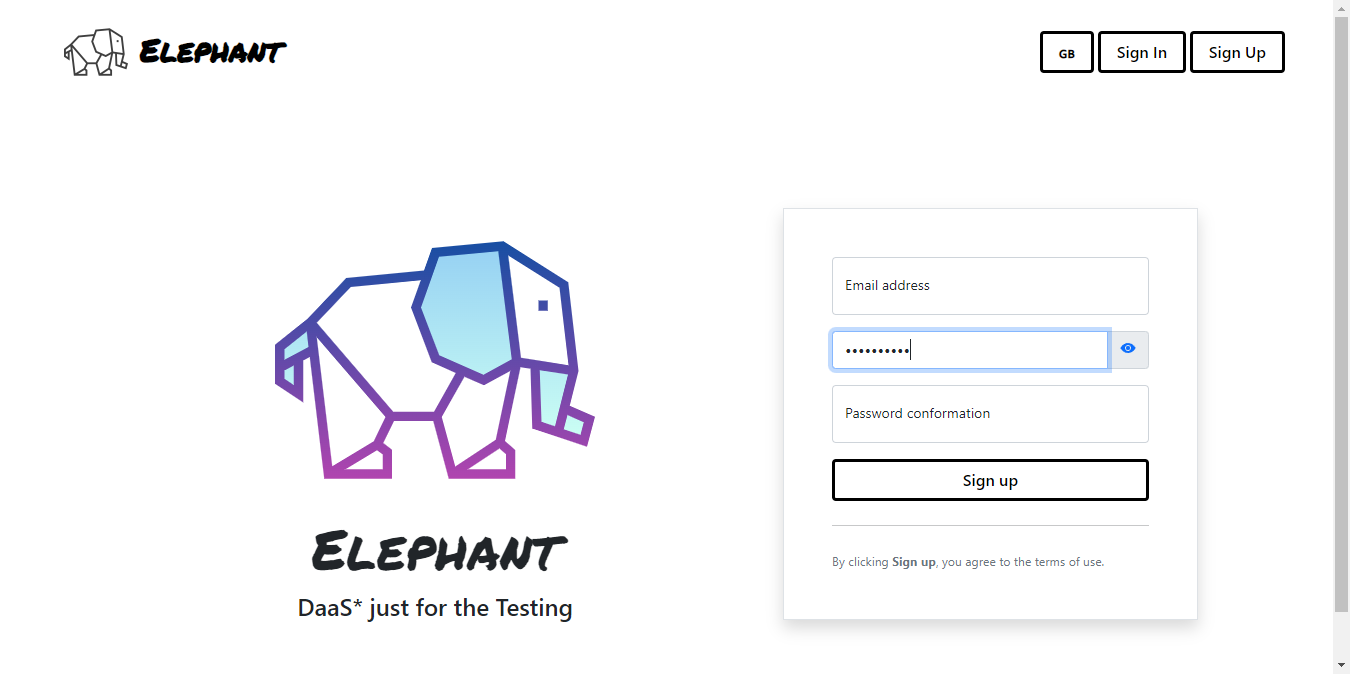 Elephant
GB
Sign In
Sign Up
Email address
••••••••••
Password conformation
Sign up
By clicking Sign up, you agree to the terms of use.
Elephant
DaaS* just for the Testing